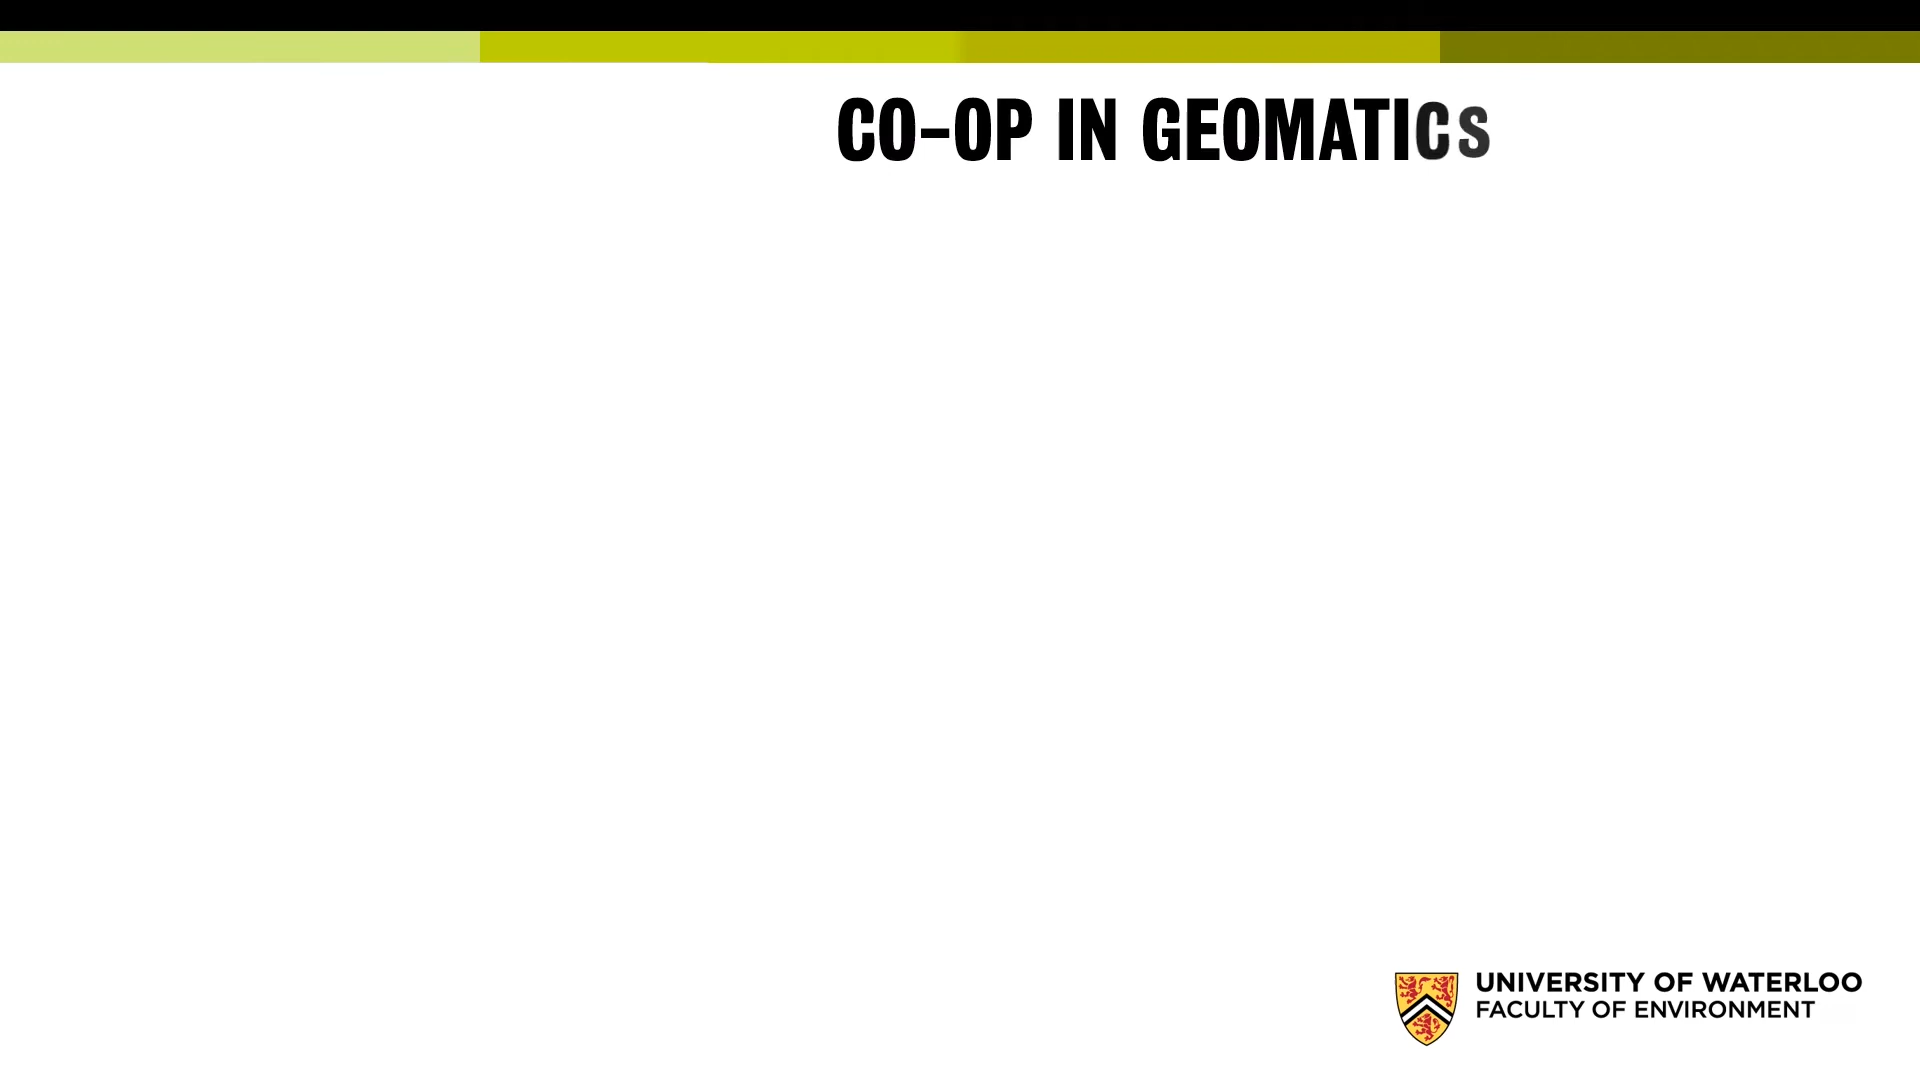 CO-OP IN GEOMATICS
UNIVERSITY OF WATERLOO
FACULTY OF ENVIRONMENT